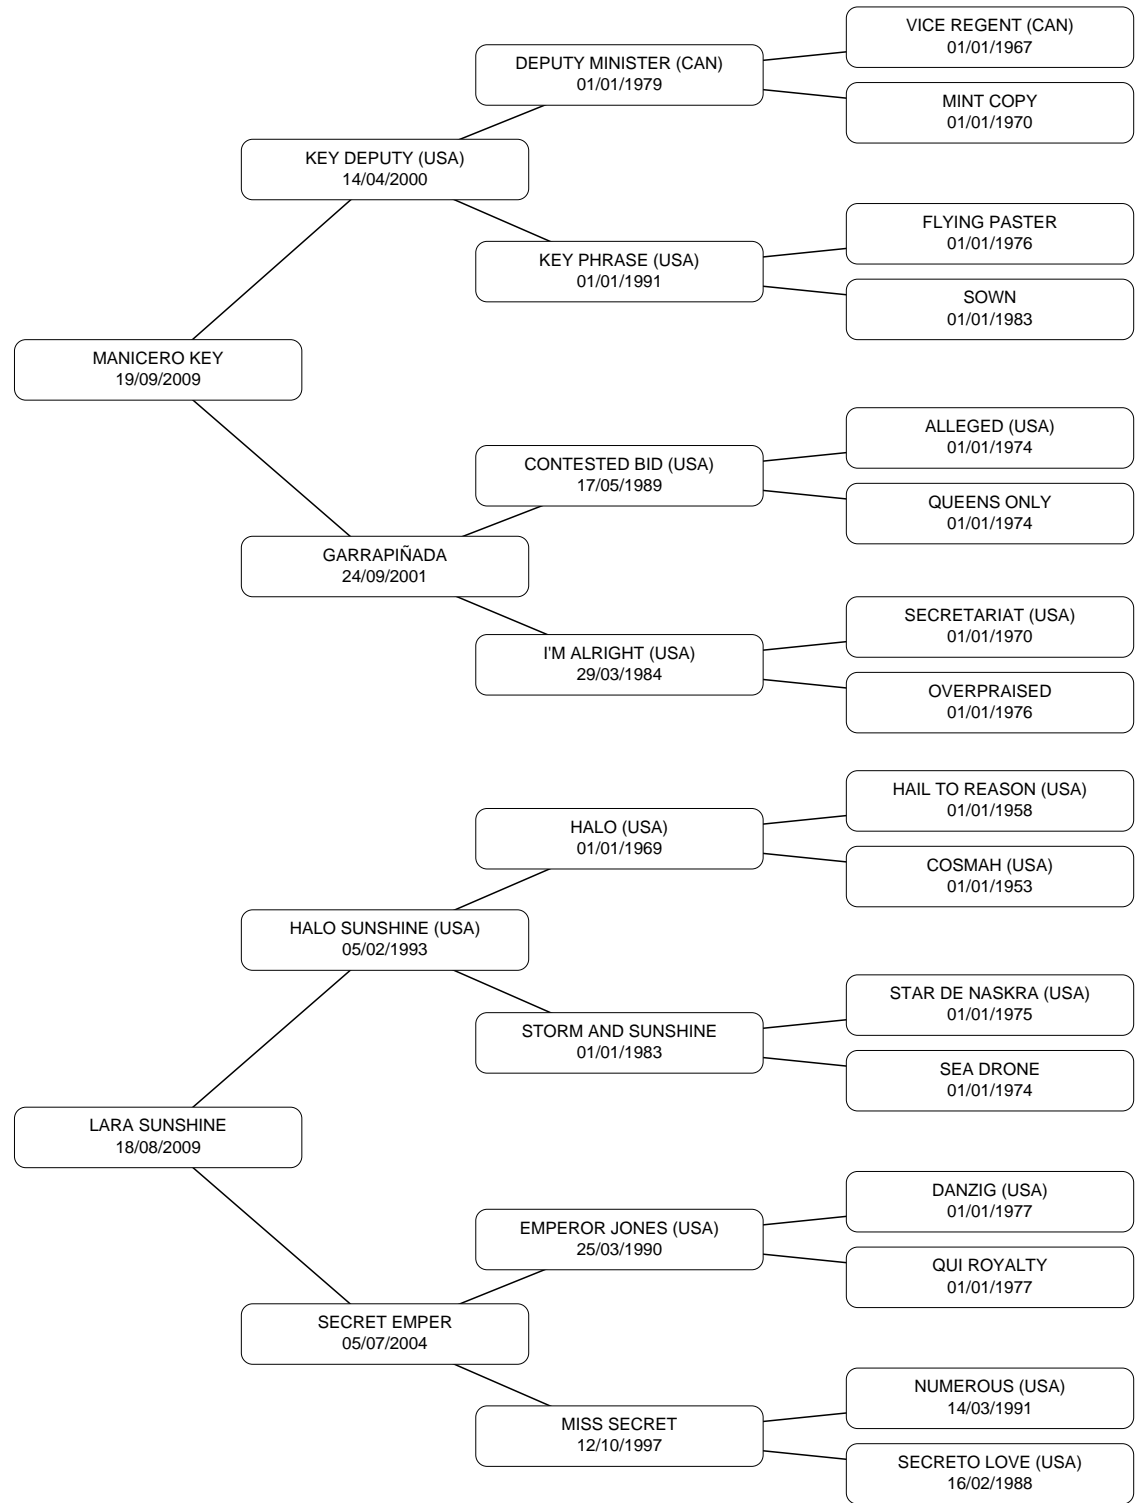 VICE REGENT (CAN)
01/01/1967
DEPUTY MINISTER (CAN)
01/01/1979
MINT COPY
01/01/1970
KEY DEPUTY (USA)
14/04/2000
FLYING PASTER
01/01/1976
KEY PHRASE (USA)
01/01/1991
SOWN
01/01/1983
MANICERO KEY
19/09/2009
ALLEGED (USA)
01/01/1974
CONTESTED BID (USA)
17/05/1989
QUEENS ONLY
01/01/1974
GARRAPIÑADA
24/09/2001
SECRETARIAT (USA)
01/01/1970
I'M ALRIGHT (USA)
29/03/1984
OVERPRAISED
01/01/1976
HAIL TO REASON (USA)
01/01/1958
HALO (USA)
01/01/1969
COSMAH (USA)
01/01/1953
HALO SUNSHINE (USA)
05/02/1993
STAR DE NASKRA (USA)
01/01/1975
STORM AND SUNSHINE
01/01/1983
SEA DRONE
01/01/1974
LARA SUNSHINE
18/08/2009
DANZIG (USA)
01/01/1977
EMPEROR JONES (USA)
25/03/1990
QUI ROYALTY
01/01/1977
SECRET EMPER
05/07/2004
NUMEROUS (USA)
14/03/1991
MISS SECRET
12/10/1997
SECRETO LOVE (USA)
16/02/1988